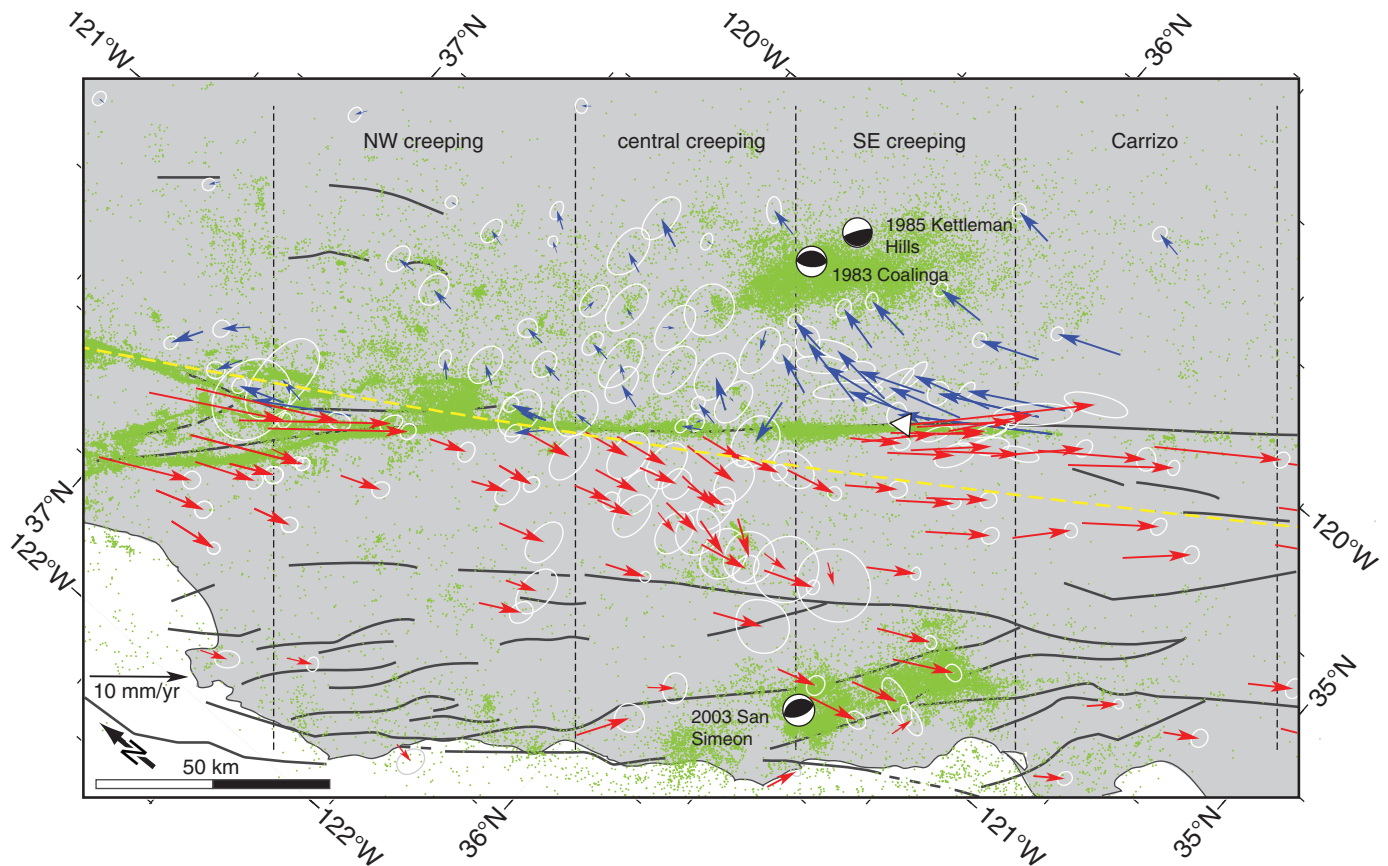 121°W
37°N
120°W
36°N
NW creeping
central creeping
SE creeping
Carrizo
1985 Kettleman
Hills
1983 Coalinga
37°N
122°W
120°W
35°N
10 mm/yr
2003 San
Simeon
N
50 km
122°W
36°N
121°W
35°N